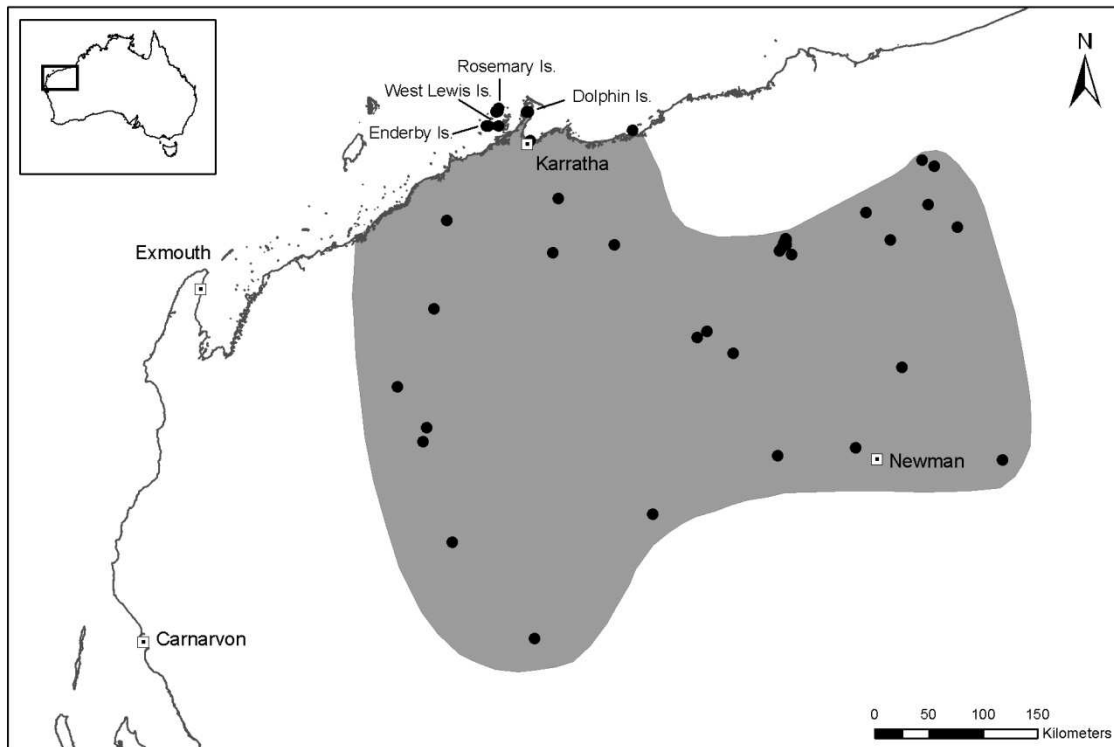 N
Rosemary Is.
West Lewis Is.
Dolphin Is.
Enderby Is.
Karratha
Exmouth
Newman
Carnarvon
0 50 100 150
Kilometers